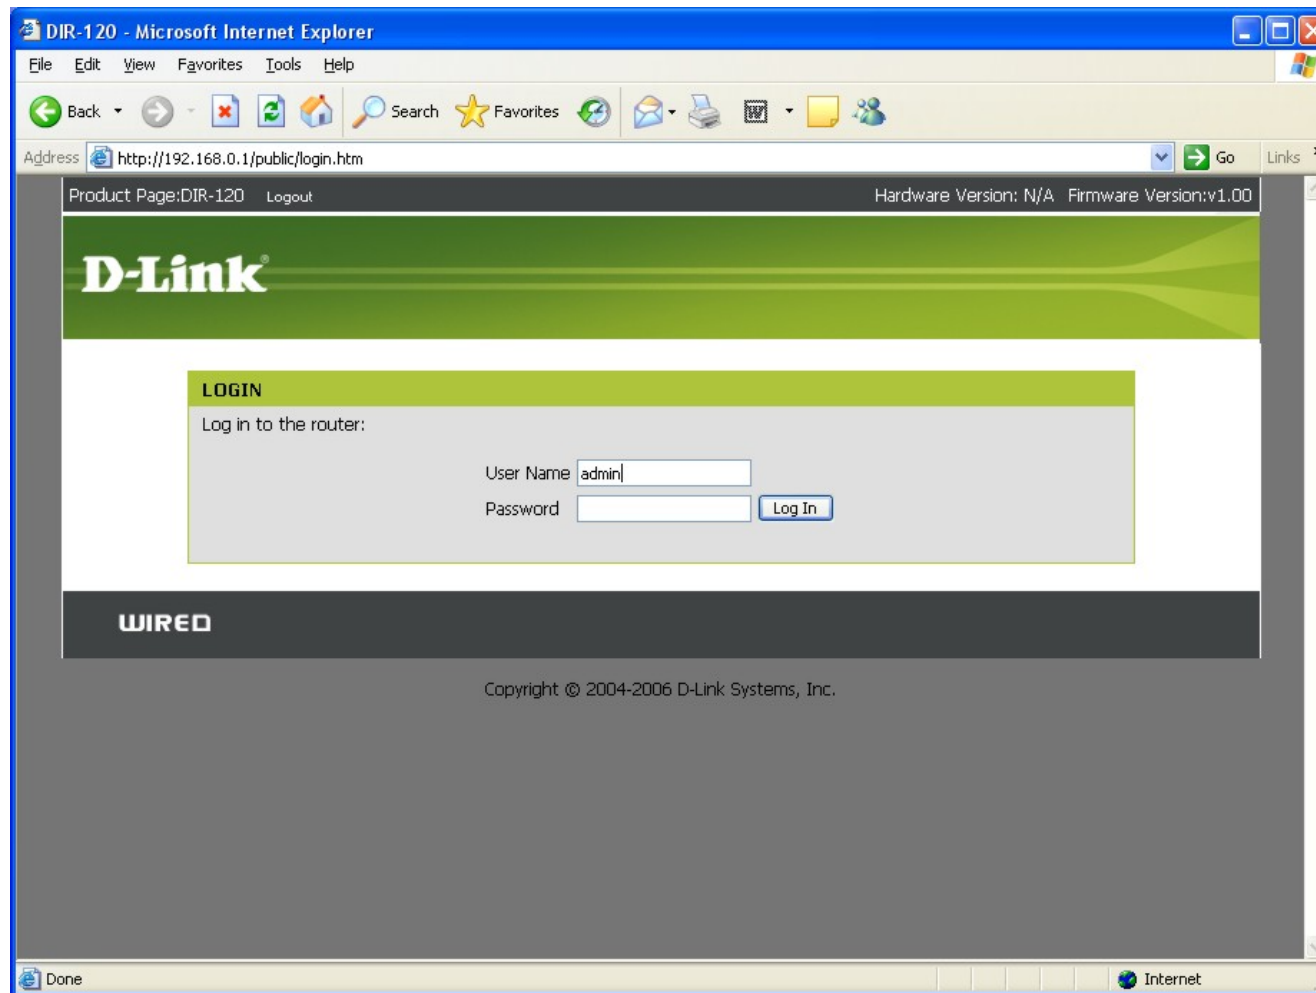 DIR-120 - Microsoft Internet Explorer
File Edit View Favorites Tools Help
Back Search Favorites
Address http://192.168.0.1/public/login.htm Go Links
Product Page:DIR-120 Logout Hardware Version: N/A Firmware Version:v1.00
D-Link®
LOGIN
Log in to the router:
User Name admin
Password Log In
WIRED
Copyright © 2004-2006 D-Link Systems, Inc.
Done Internet